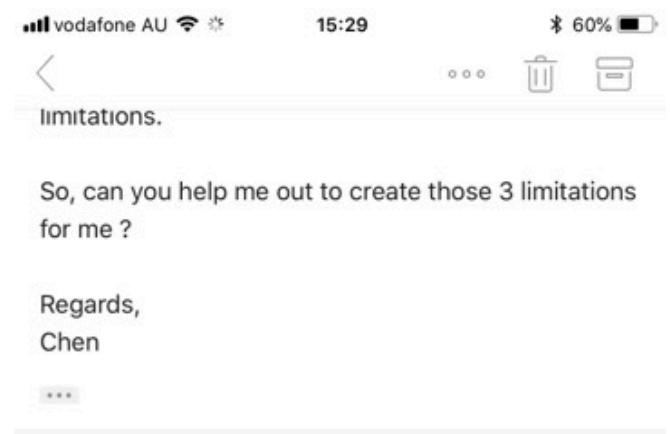 vodafone AU 15:29 60%
limitations.
So, can you help me out to create those 3 limitations
for me ?
Regards,
Chen